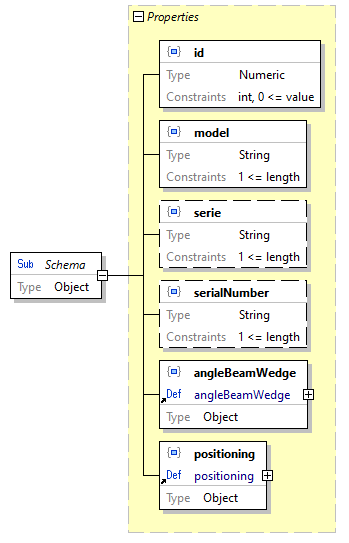 Properties
id
Type Numeric
Constraints int, 0 <= value
model
Type String
Constraints 1 <= length
serie
Type String
Constraints 1 <= length
Sub Schema
Type Object
serialNumber
Type String
Constraints 1 <= length
angleBeamWedge
Def angleBeamWedge
Type Object
positioning
Def positioning
Type Object